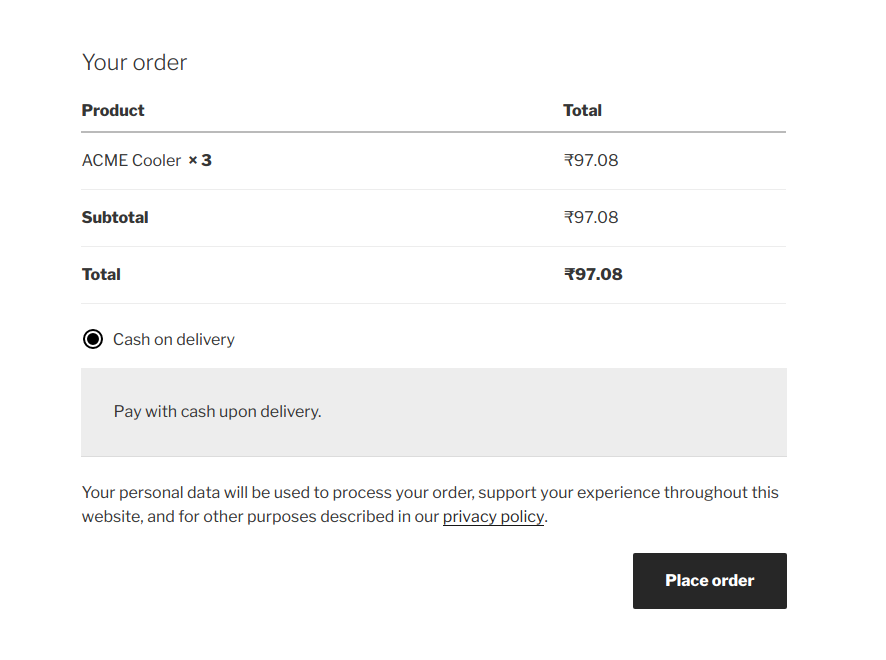 Your order
Product Total
ACME Cooler × 3 ₹97.08
Subtotal ₹97.08
Total ₹97.08
Cash on delivery
Pay with cash upon delivery.
Your personal data will be used to process your order, support your experience throughout this
website, and for other purposes described in our privacy policy.
Place order